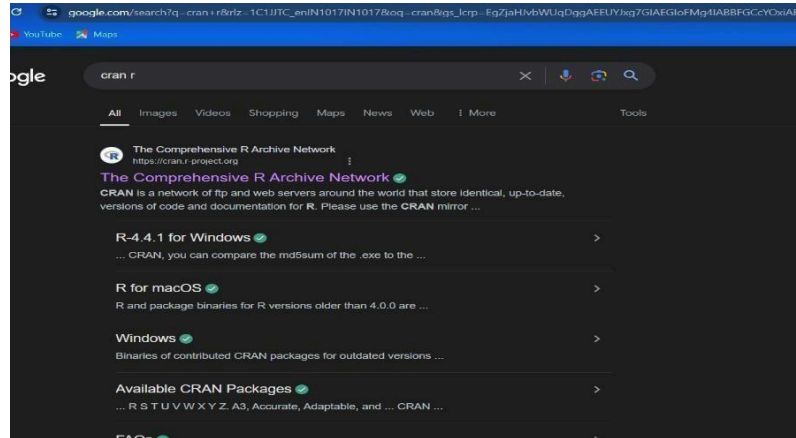 google.com/search?q=cran+r&rlz=1C1JJTC_enIN1017IN1017&oq=cran&gs_lcrp=
YouTube Maps
ogle
cran r
All Images Videos Shopping Maps News Web More Tools
The Comprehensive R Archive Network
https://cran.r-project.org
The Comprehensive R Archive Network
CRAN is a network of ftp and web servers around the world that store identical, up-to-date,
versions of code and documentation for R. Please use the CRAN mirror ...
R-4.4.1 for Windows
... CRAN, you can compare the md5sum of the .exe to the ...
R for macOS
R and package binaries for R versions older than 4.0.0 are ...
Windows
Binaries of contributed CRAN packages for outdated versions ...
Available CRAN Packages
... R S T U V W X Y Z. A3, Accurate, Adaptable, and ... CRAN ...
FAQs